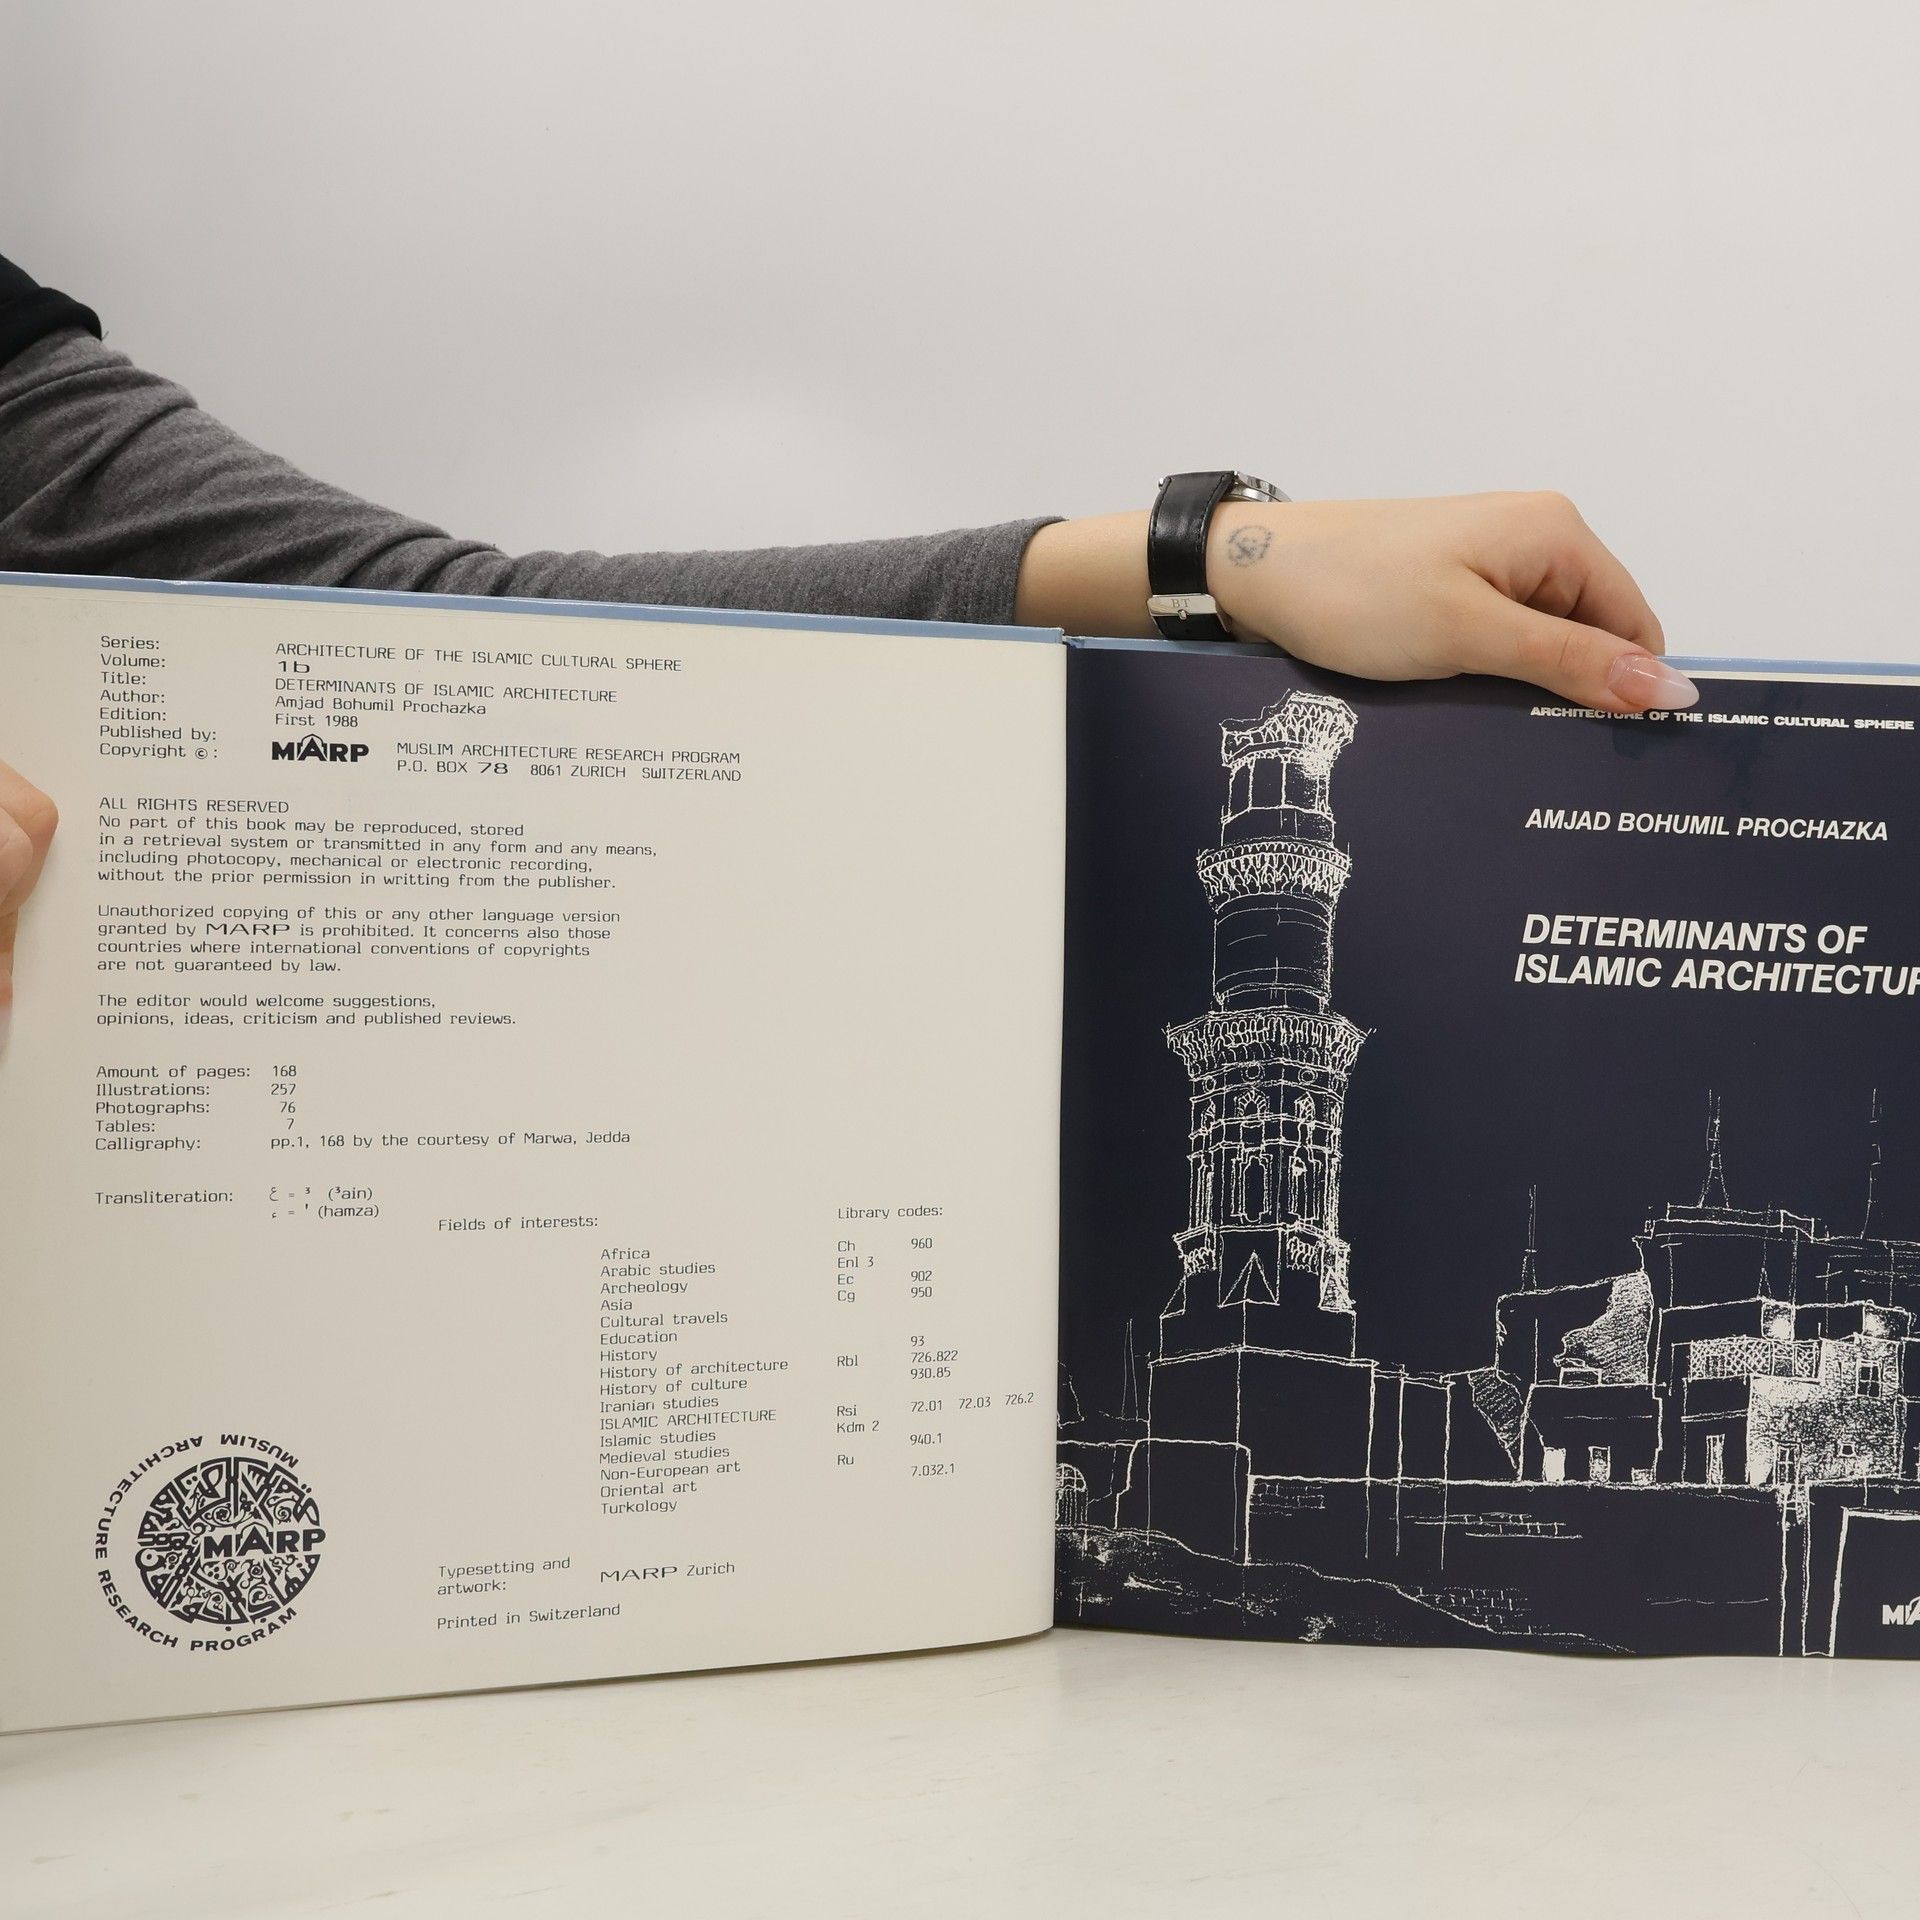 Series: ARCHITECTURE OF THE ISLAMIC CULTURAL SPHERE
Volume: 1b
Title: DETERMINANTS OF ISLAMIC ARCHITECTURE
Author: Amjad Bohumil Prochazka
Edition: First 1988
Published by:
Copyright ©: MARP MUSLIM ARCHITECTURE RESEARCH PROGRAM
P.O. BOX 78 8061 ZURICH SWITZERLAND
ALL RIGHTS RESERVED
No part of this book may be reproduced, stored
in a retrieval system or transmitted in any form and any means,
including photocopy, mechanical or electronic recording,
without the prior permission in writting from the publisher.
Unauthorized copying of this or any other language version
granted by MARP is prohibited. It concerns also those
countries where international conventions of copyrights
are not guaranteed by law.
The editor would welcome suggestions,
opinions, ideas, criticism and published reviews.
Amount of pages: 168
Illustrations: 257
Photographs: 76
Tables: 7
Calligraphy: pp.1, 168 by the courtesy of Marwa, Jedda
Transliteration: ع = ³ (³ain)
ء = ' (hamza)
Fields of interests: Library codes:
Africa Ch 960
Arabic studies Enl 3
Archeology Ec 902
Asia Cg 950
Cultural travels
Education
History 93
History of architecture Rbl 726.822
History of culture 930.85
Iranian studies
ISLAMIC ARCHITECTURE Rsi 72.01 72.03 726.2
Islamic studies Kdm 2
Medieval studies 940.1
Non-European art
Oriental art Ru 7.032.1
Turkology
Typesetting and
artwork: MARP Zurich
Printed in Switzerland
MUSLIM ARCHITECTURE RESEARCH PROGRAM
MARP
BT
ARCHITECTURE OF THE ISLAMIC CULTURAL SPHERE
AMJAD BOHUMIL PROCHAZKA
DETERMINANTS OF
ISLAMIC ARCHITECTUR
MA